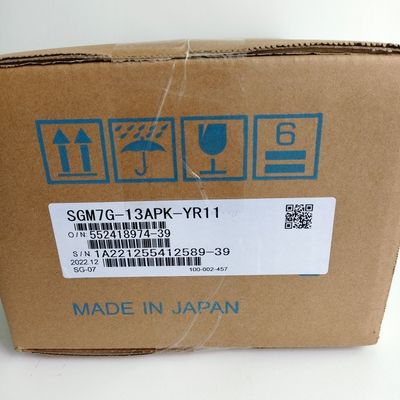 6
SGM7G-13APK-YR11
O/N 552418974-39
S/N 1A221255412589-39
2022.12
SG-07 100-002-457
MADE IN JAPAN